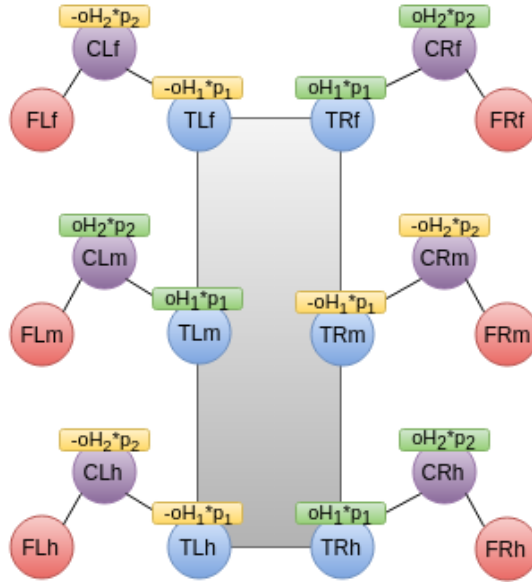 -oH₂*p₂ oH₂*p₂
CLf CRf
-oH₁*p₁ oH₁*p₁
FLf TLf TRf FRf
oH₂*p₂ -oH₂*p₂
CLm CRm
oH₁*p₁ -oH₁*p₁
FLm TLm TRm FRm
-oH₂*p₂ oH₂*p₂
CLh CRh
-oH₁*p₁ oH₁*p₁
FLh TLh TRh FRh